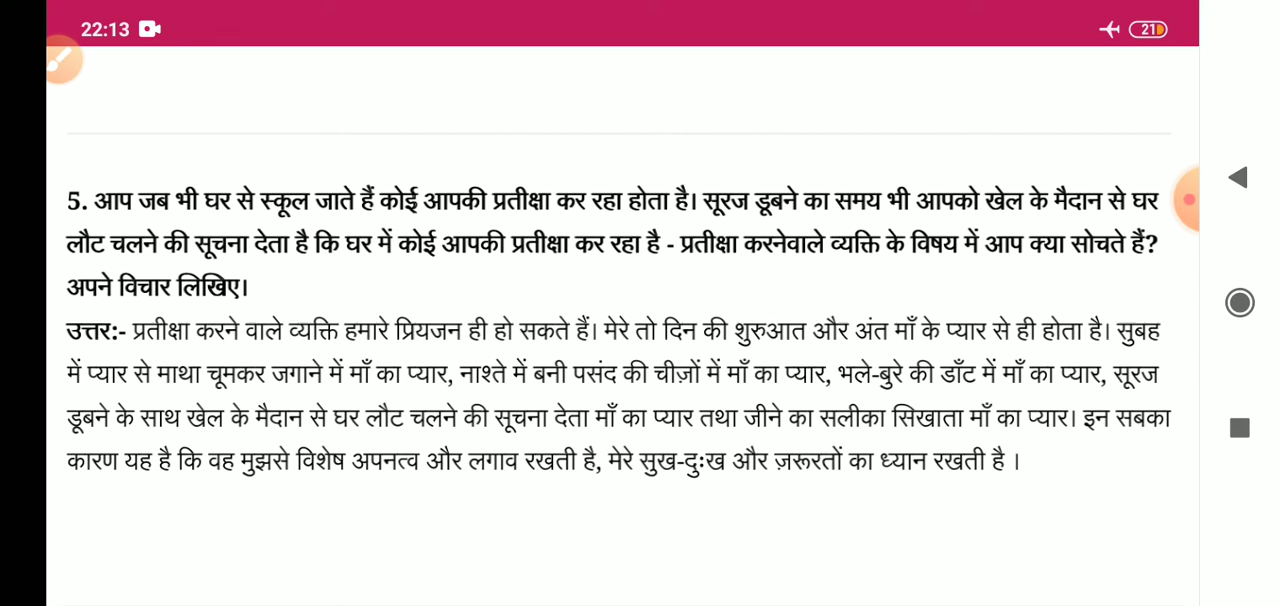 22:13
21
5. आप जब भी घर से स्कूल जाते हैं कोई आपकी प्रतीक्षा कर रहा होता है। सूरज डूबने का समय भी आपको खेल के मैदान से घर
लौट चलने की सूचना देता है कि घर में कोई आपकी प्रतीक्षा कर रहा है - प्रतीक्षा करनेवाले व्यक्ति के विषय में आप क्या सोचते हैं?
अपने विचार लिखिए।
उत्तर:- प्रतीक्षा करने वाले व्यक्ति हमारे प्रियजन ही हो सकते हैं। मेरे तो दिन की शुरुआत और अंत माँ के प्यार से ही होता है। सुबह
में प्यार से माथा चूमकर जगाने में माँ का प्यार, नाश्ते में बनी पसंद की चीज़ों में माँ का प्यार, भले-बुरे की डाँट में माँ का प्यार, सूरज
डूबने के साथ खेल के मैदान से घर लौट चलने की सूचना देता माँ का प्यार तथा जीने का सलीका सिखाता माँ का प्यार। इन सबका
कारण यह है कि वह मुझसे विशेष अपनत्व और लगाव रखती है, मेरे सुख-दुःख और ज़रूरतों का ध्यान रखती है ।